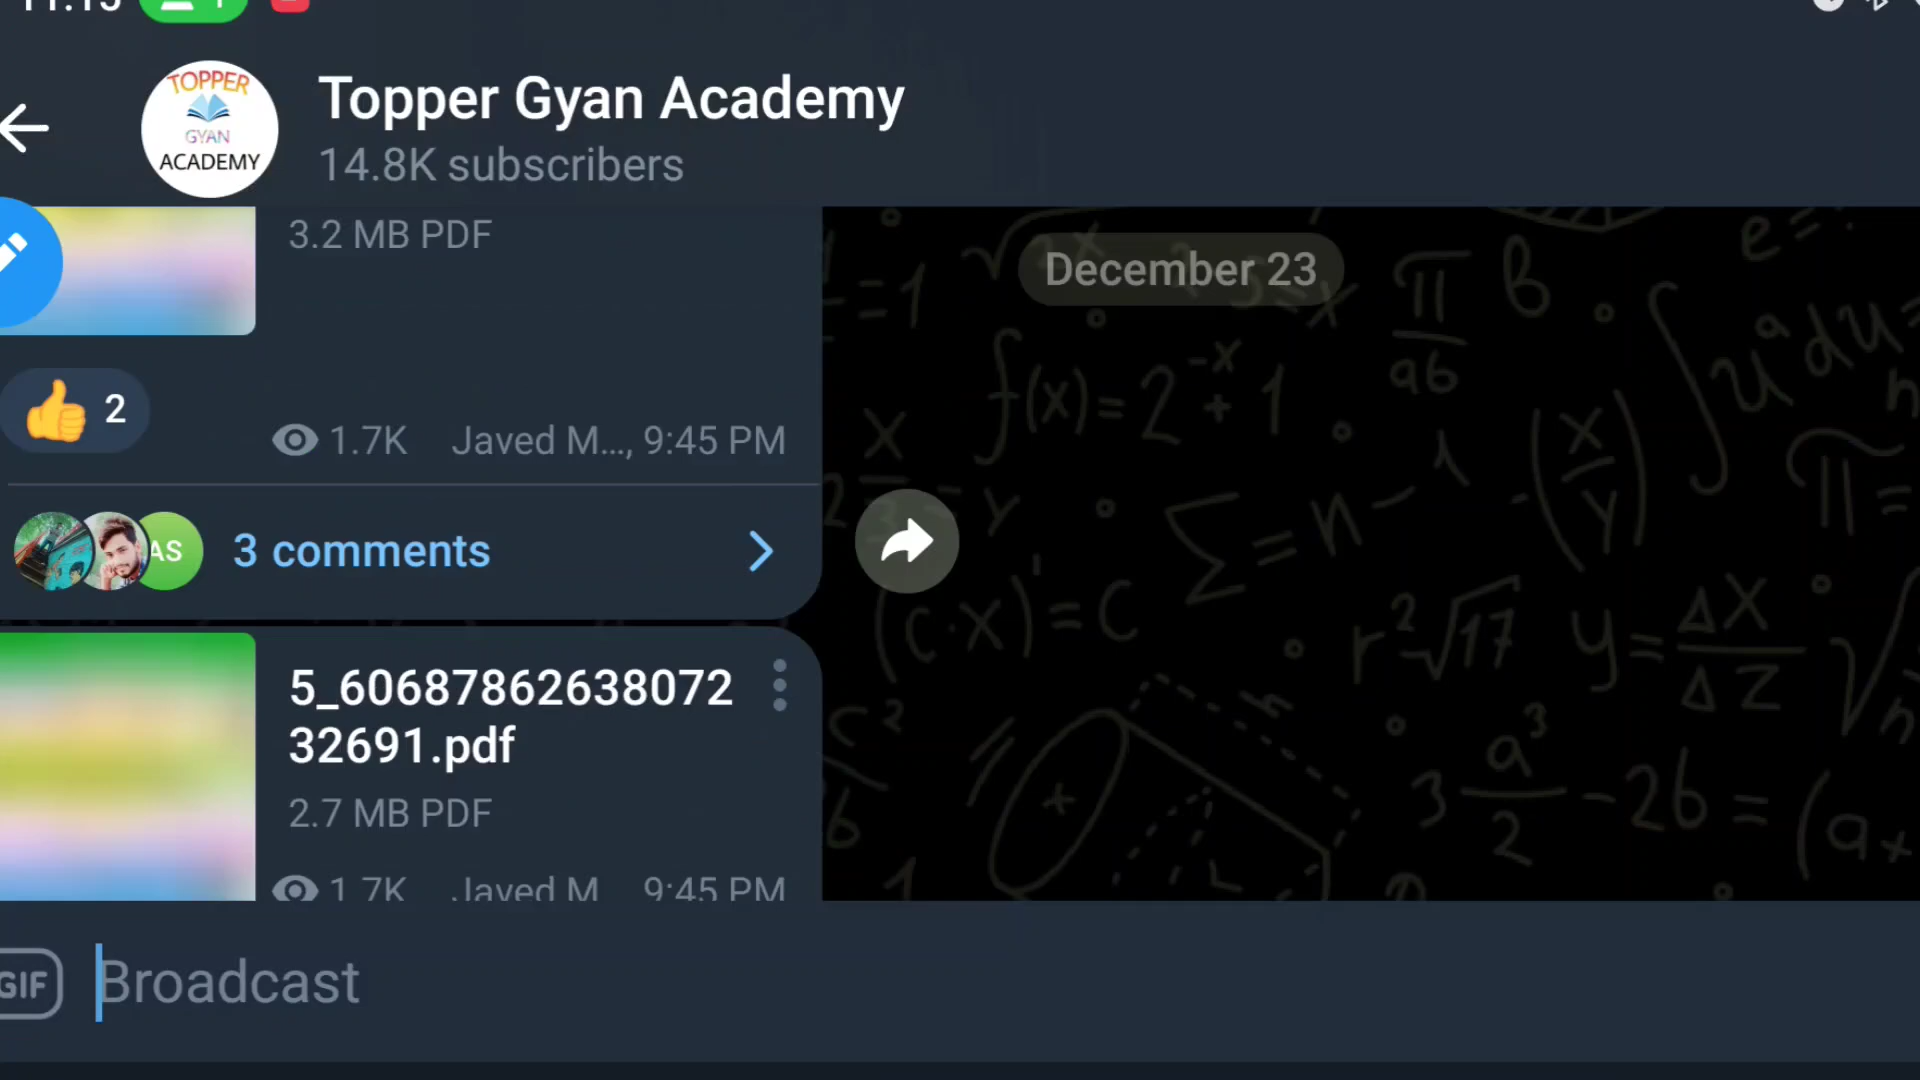 TOPPER
GYAN
ACADEMY
Topper Gyan Academy
14.8K subscribers
3.2 MB PDF
December 23
👍 2
1.7K Javed M..., 9:45 PM
AS
3 comments
5_60687862638072
32691.pdf
2.7 MB PDF
1.7K Javed M 9:45 PM
GIF
Broadcast